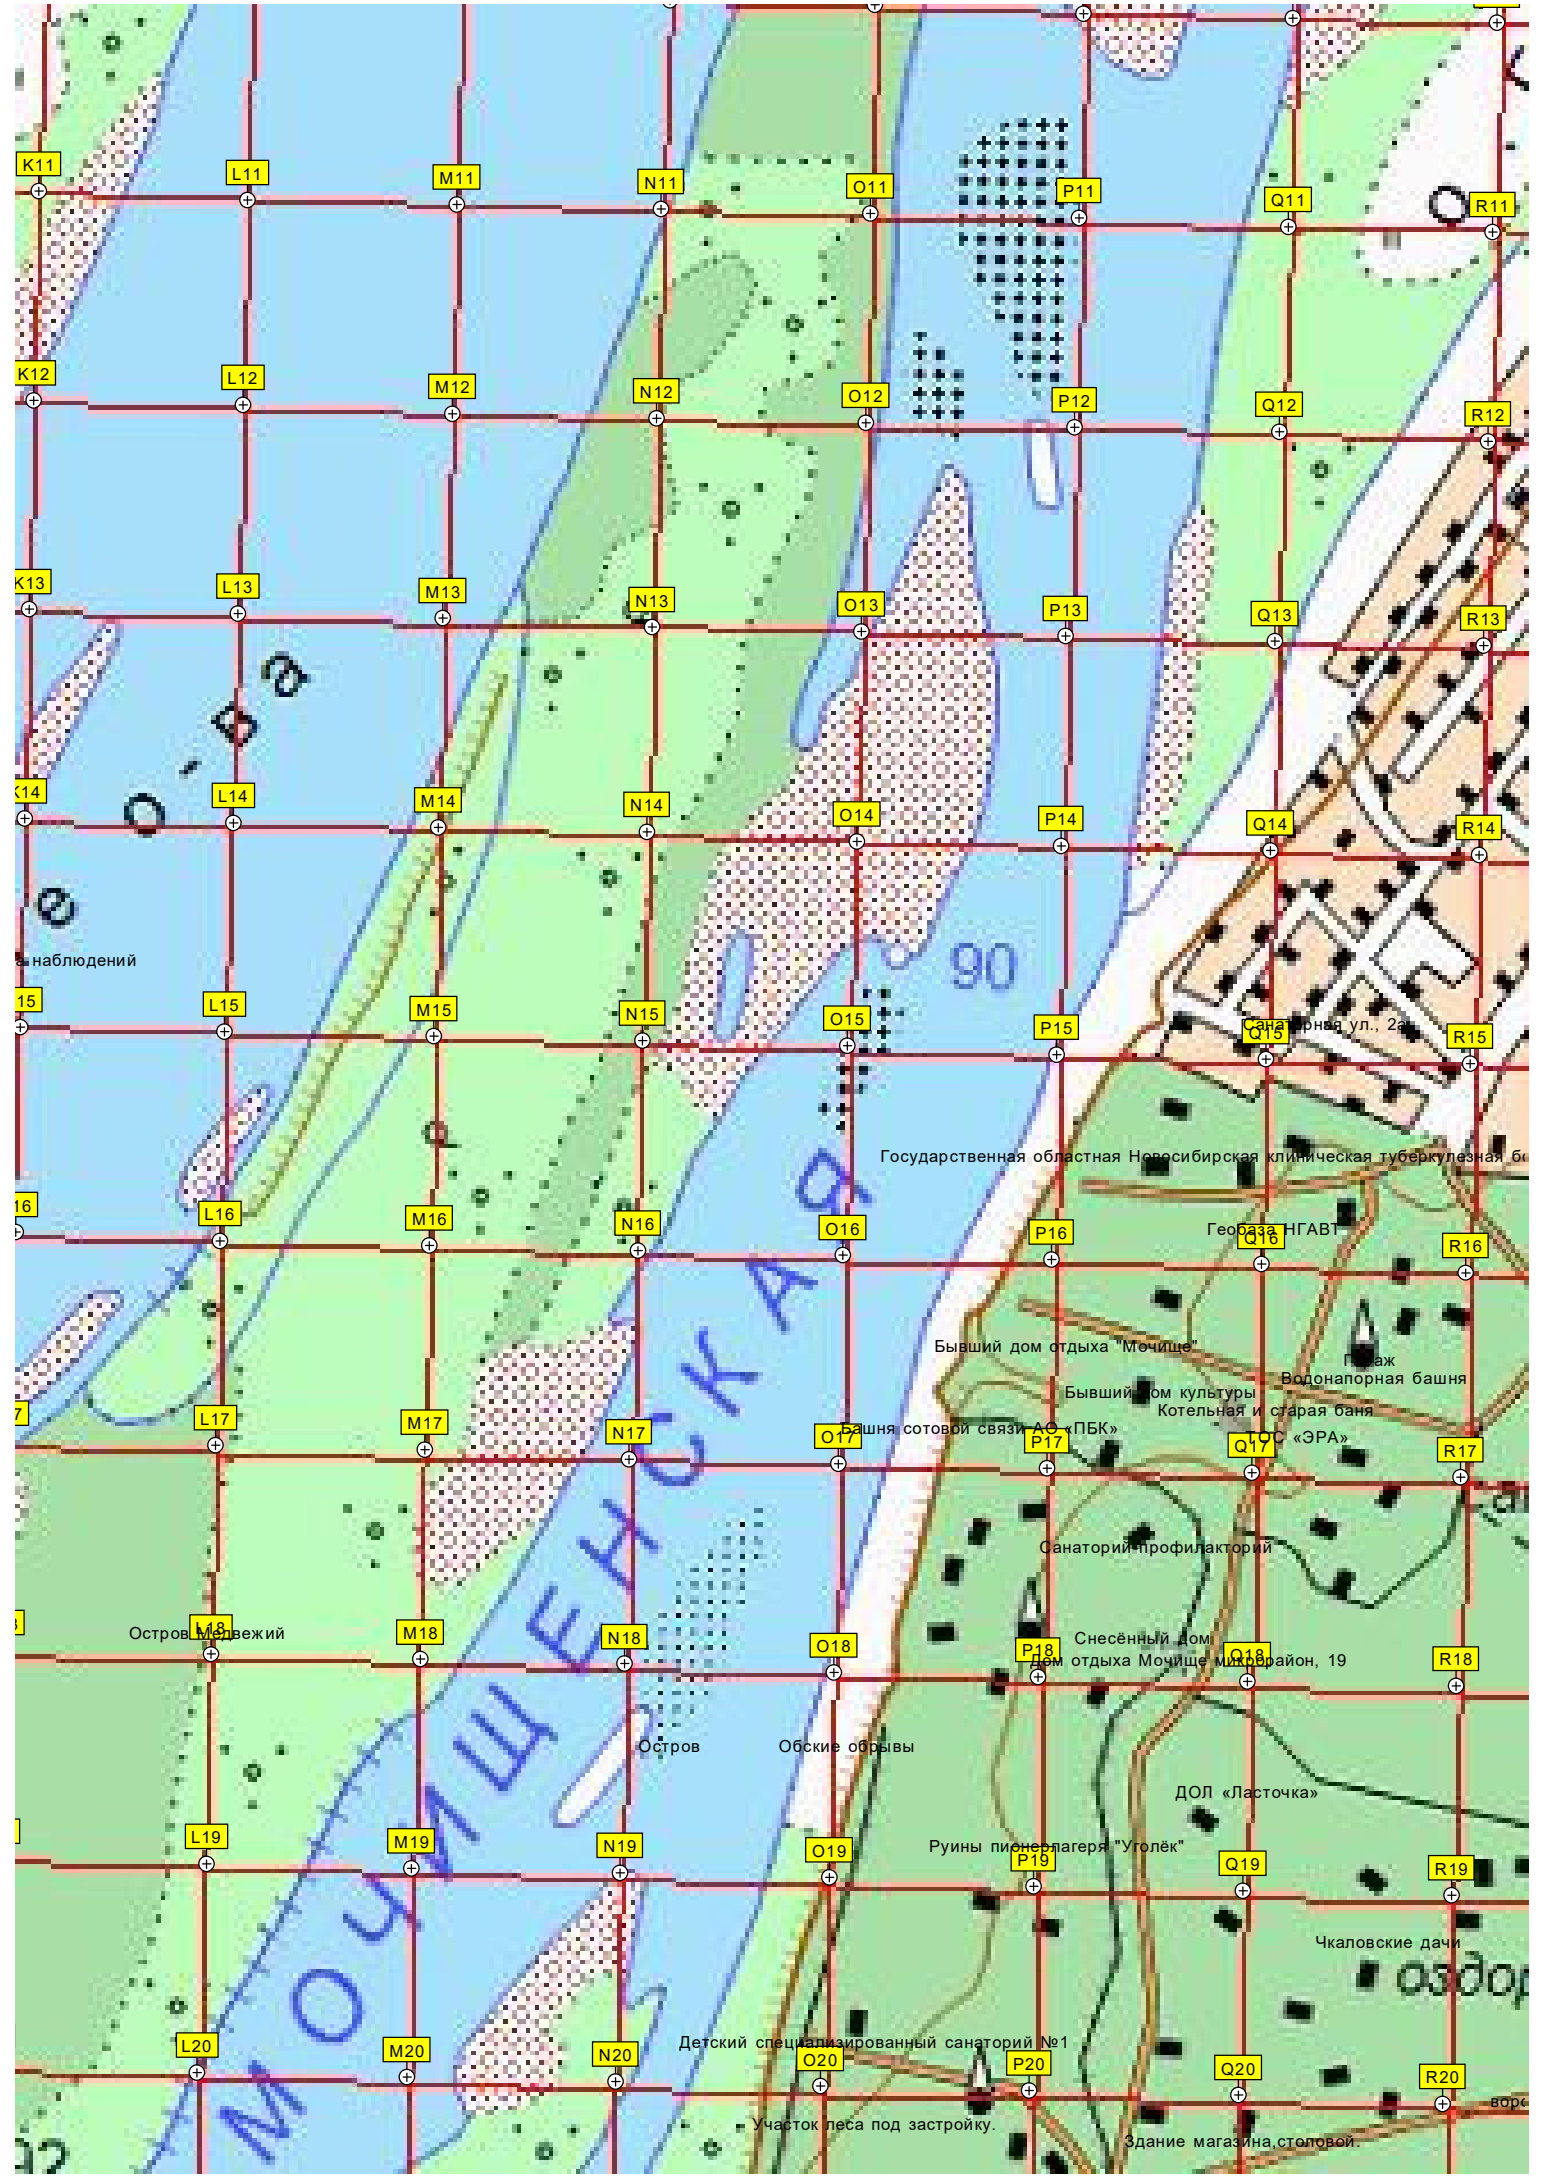 K11 L11 M11 N11 O11 P11 Q11 R11
K12 L12 M12 N12 O12 P12 Q12 R12
K13 L13 M13 N13 O13 P13 Q13 R13
о-ва
K14 L14 M14 N14 O14 P14 Q14 R14
е
наблюдений
90
15 L15 M15 N15 O15 P15 Q15 R15
Санаторная ул., 2а
Государственная областная Новосибирская клиническая туберкулезная
16 L16 M16 N16 O16 P16 Q16 R16
Геобаза НГАВТ
Бывший дом отдыха "Мочище"
Гараж
Водонапорная башня
Бывший дом культуры
Котельная и старая баня
7 L17 M17 N17 O17 P17 Q17 R17
Башня сотовой связи АО «ПБК»
ТОС «ЭРА»
Санаторий-профилакторий
Остров Медвежий
L18 M18 N18 O18 P18 Q18 R18
Снесённый дом
Дом отдыха Мочище микрорайон, 19
Остров
Обские обрывы
ДОЛ «Ласточка»
L19 M19 N19 O19 P19 Q19 R19
Руины пионерлагеря "Уголёк"
Чкаловские дачи
оздор
МОЧИЩЕНСКАЯ
Детский специализированный санаторий №1
L20 M20 N20 O20 P20 Q20 R20
Участок леса под застройку.
Здание магазина,столовой.